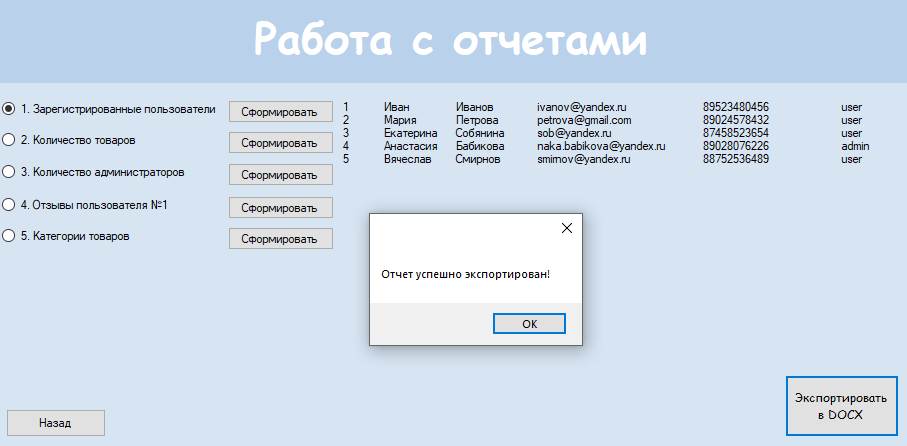 Работа с отчетами
1. Зарегистрированные пользователи Сформировать
2. Количество товаров Сформировать
3. Количество администраторов Сформировать
4. Отзывы пользователя №1 Сформировать
5. Категории товаров Сформировать
1 Иван Иванов ivanov@yandex.ru 89523480456 user
2 Мария Петрова petrova@gmail.com 89024578432 user
3 Екатерина Собянина sob@yandex.ru 87458523654 user
4 Анастасия Бабикова naka.babikova@yandex.ru 89028076226 admin
5 Вячеслав Смирнов smirnov@yandex.ru 88752536489 user
Отчет успешно экспортирован!
OK
Экспортировать
в DOCX
Назад